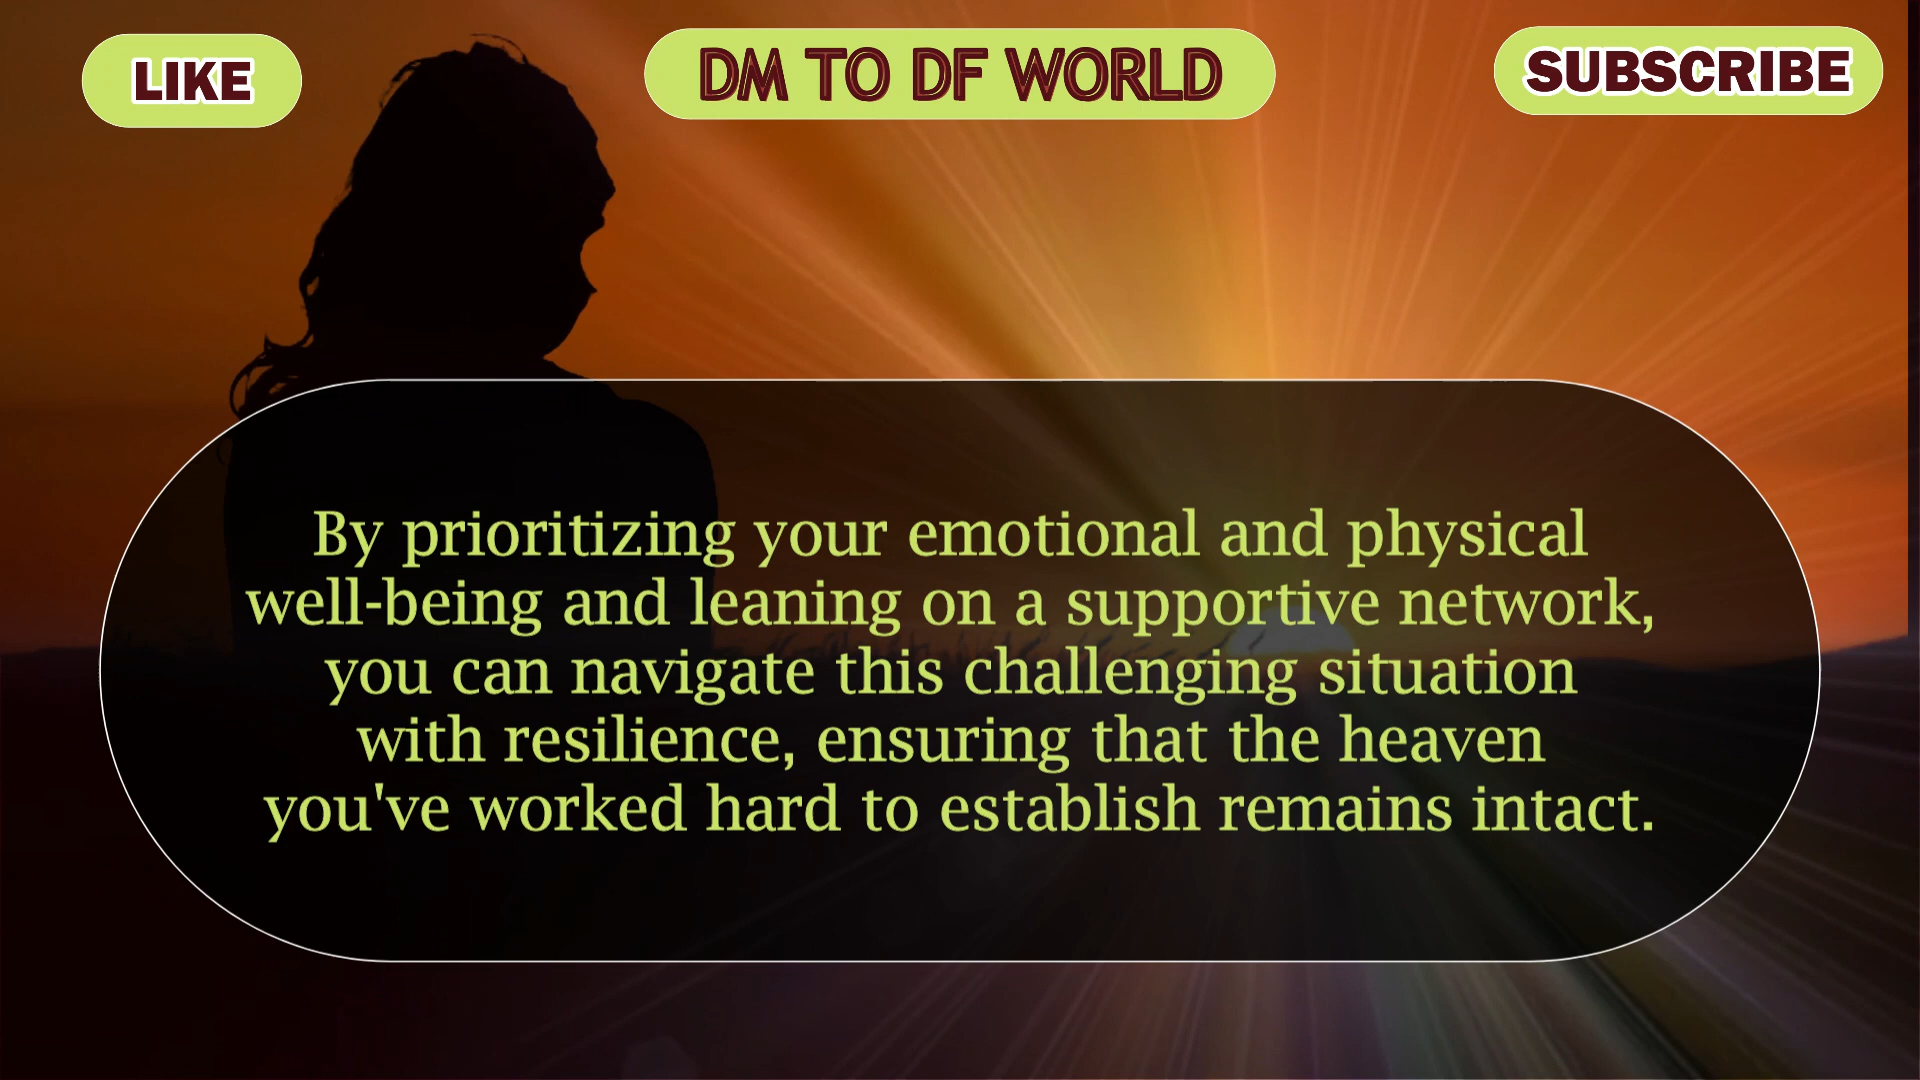 LIKE
DM TO DF WORLD
SUBSCRIBE
By prioritizing your emotional and physical
well-being and leaning on a supportive network,
you can navigate this challenging situation
with resilience, ensuring that the heaven
you've worked hard to establish remains intact.